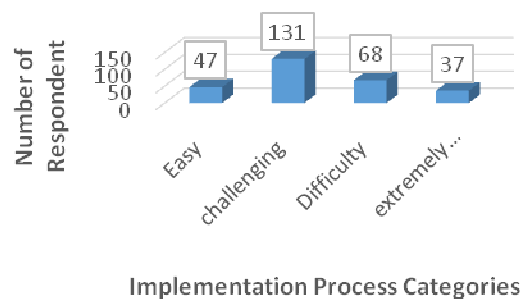 131
68
47
37
150
100
50
0
Number of
Respondent
Easy
challenging
Difficulty
extremely...
Implementation Process Categories